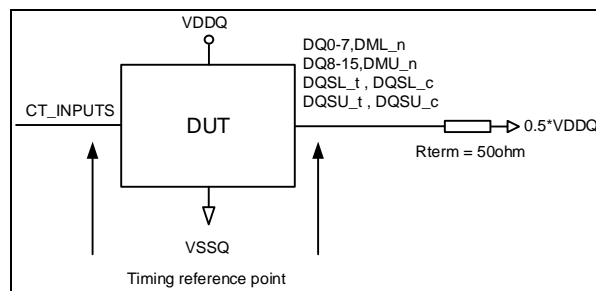 VDDQ
DQ0-7,DML_n
DQ8-15,DMU_n
DQSL_t , DQSL_c
DQSU_t , DQSU_c
CT_INPUTS
DUT
0.5*VDDQ
Rterm = 50ohm
VSSQ
Timing reference point